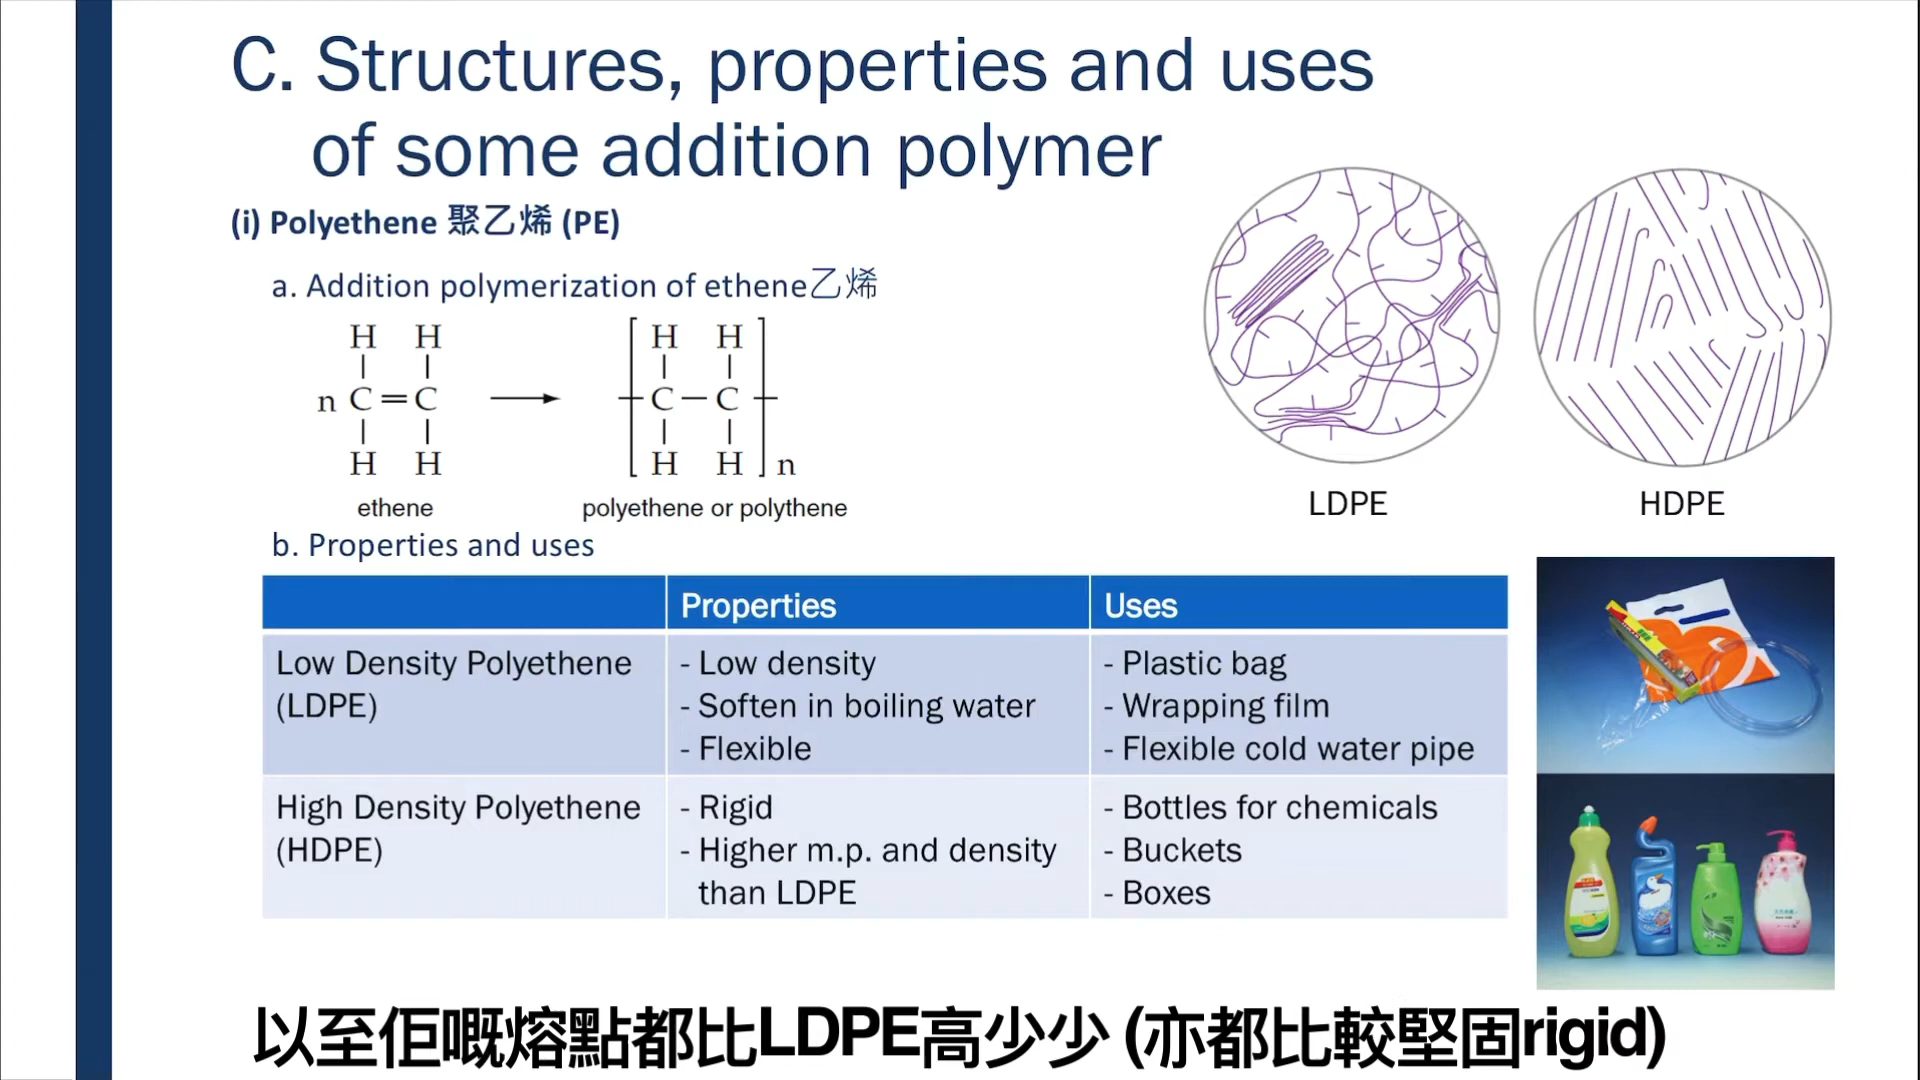 C. Structures, properties and uses
of some addition polymer
(i) Polyethene 聚乙烯 (PE)
a. Addition polymerization of ethene乙烯
H H
n C=C
H H
ethene
H H
C–C
H H n
polyethene or polythene
LDPE
HDPE
b. Properties and uses
Properties
Uses
Low Density Polyethene
(LDPE)
- Low density
- Soften in boiling water
- Flexible
- Plastic bag
- Wrapping film
- Flexible cold water pipe
High Density Polyethene
(HDPE)
- Rigid
- Higher m.p. and density
than LDPE
- Bottles for chemicals
- Buckets
- Boxes
以至佢嘅熔點都比LDPE高少少 (亦都比較堅固rigid)